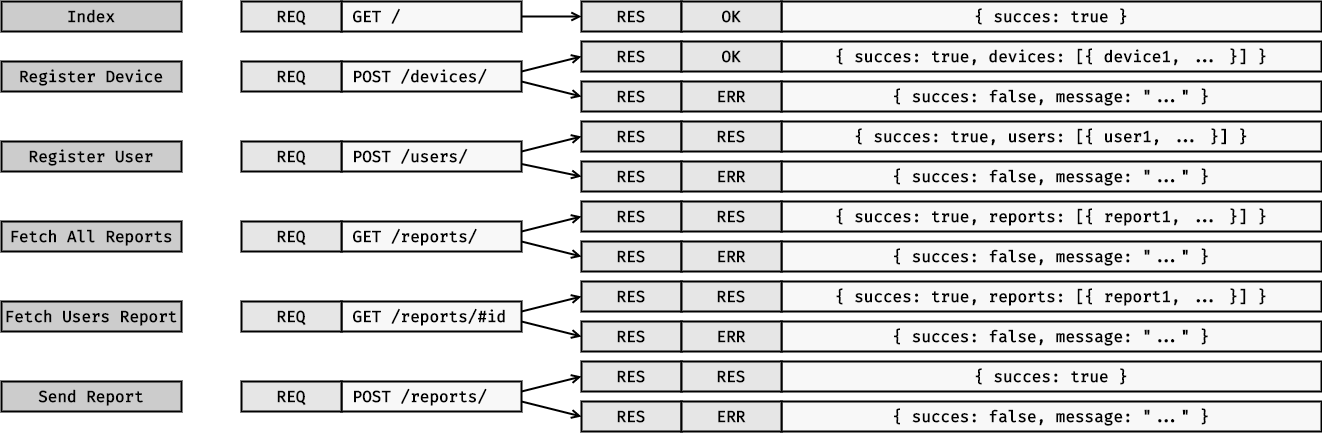 Index REQ GET / RES OK { succes: true }
RES OK { succes: true, devices: [{ device1, ... }] }
Register Device REQ POST /devices/
RES ERR { succes: false, message: "..." }
RES RES { succes: true, users: [{ user1, ... }] }
Register User REQ POST /users/
RES ERR { succes: false, message: "..." }
RES RES { succes: true, reports: [{ report1, ... }] }
Fetch All Reports REQ GET /reports/
RES ERR { succes: false, message: "..." }
RES RES { succes: true, reports: [{ report1, ... }] }
Fetch Users Report REQ GET /reports/#id
RES ERR { succes: false, message: "..." }
RES RES { succes: true }
Send Report REQ POST /reports/
RES ERR { succes: false, message: "..." }